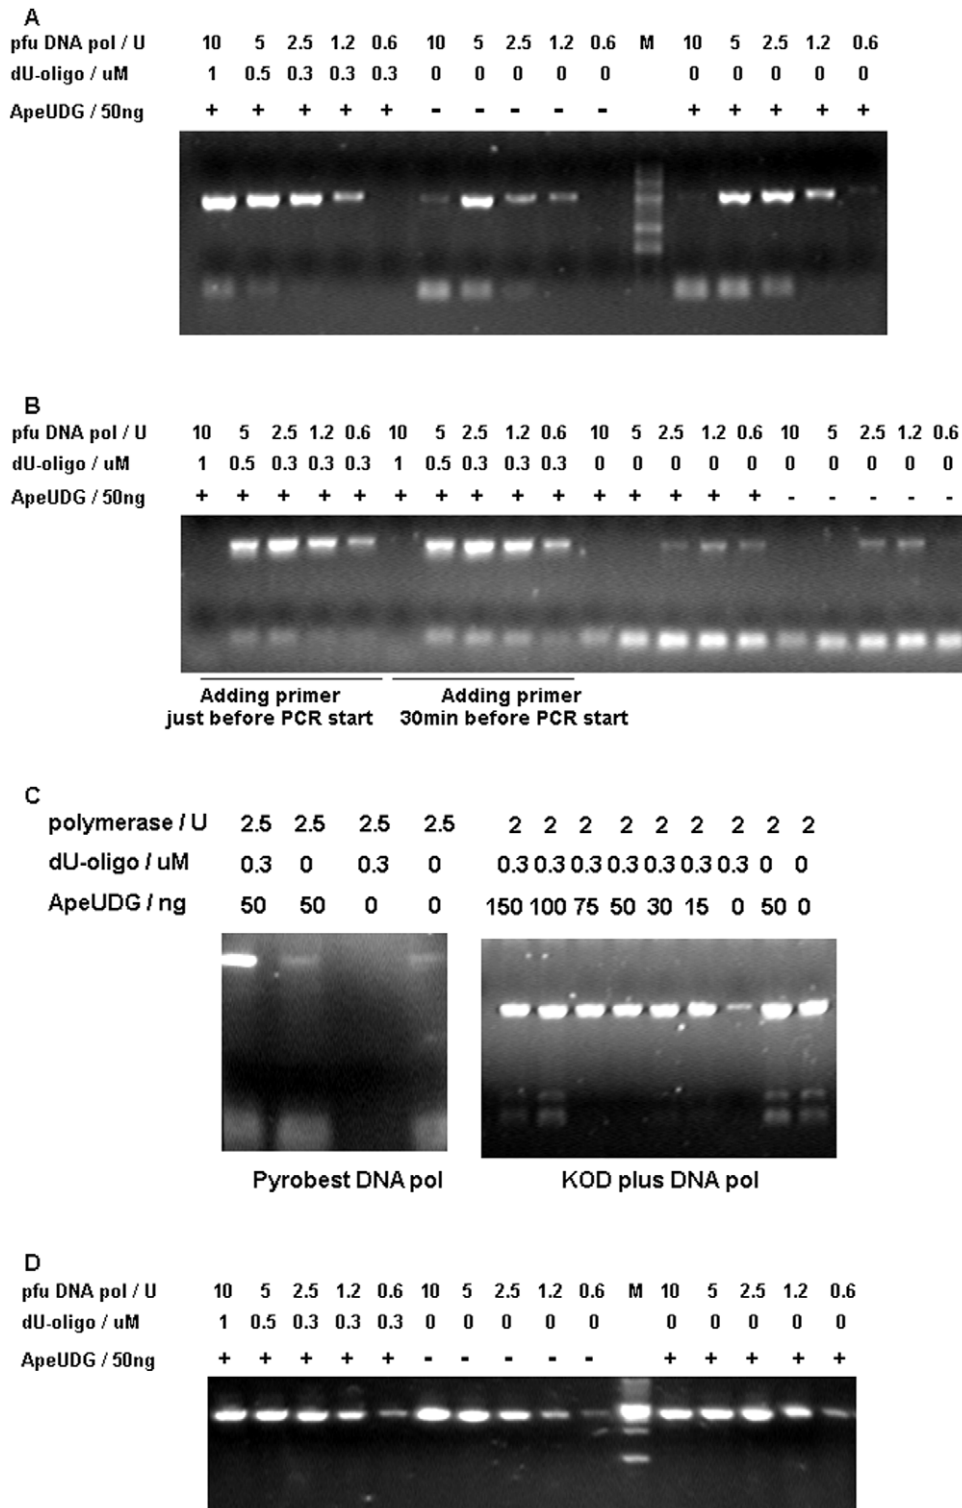 A
pfu DNA pol / U 10 5 2.5 1.2 0.6 10 5 2.5 1.2 0.6 M 10 5 2.5 1.2 0.6
dU-oligo / uM 1 0.5 0.3 0.3 0.3 0 0 0 0 0 0 0 0 0 0
ApeUDG / 50ng + + + + + - - - - - + + + + +
B
pfu DNA pol / U 10 5 2.5 1.2 0.6 10 5 2.5 1.2 0.6 10 5 2.5 1.2 0.6 10 5 2.5 1.2 0.6
dU-oligo / uM 1 0.5 0.3 0.3 0.3 1 0.5 0.3 0.3 0.3 0 0 0 0 0 0 0 0 0 0
ApeUDG / 50ng + + + + + + + + + + + + + + + - - - - -
Adding primer
just before PCR start
Adding primer
30min before PCR start
C
polymerase / U 2.5 2.5 2.5 2.5 2 2 2 2 2 2 2 2 2
dU-oligo / uM 0.3 0 0.3 0 0.3 0.3 0.3 0.3 0.3 0.3 0.3 0 0
ApeUDG / ng 50 50 0 0 150 100 75 50 30 15 0 50 0
Pyrobest DNA pol KOD plus DNA pol
D
pfu DNA pol / U 10 5 2.5 1.2 0.6 10 5 2.5 1.2 0.6 M 10 5 2.5 1.2 0.6
dU-oligo / uM 1 0.5 0.3 0.3 0.3 0 0 0 0 0 0 0 0 0 0
ApeUDG / 50ng + + + + + - - - - - + + + + +